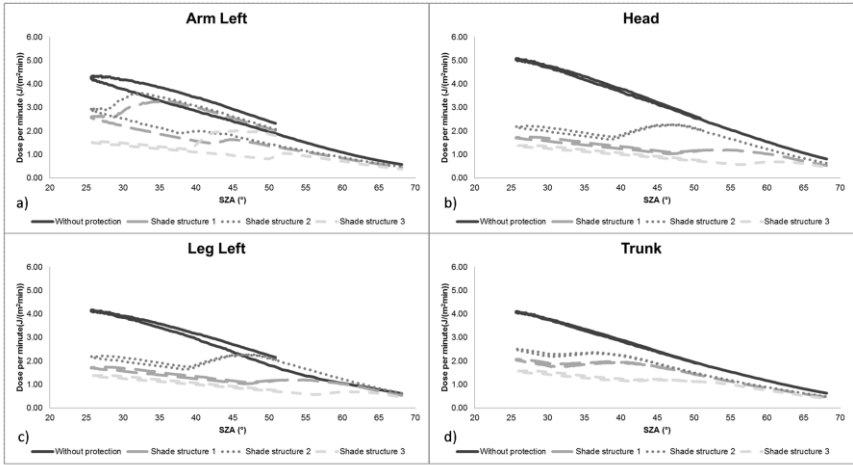 Arm Left
Dose per minute (J/(m²min))
6.00
5.00
4.00
3.00
2.00
1.00
0.00
20 25 30 35 40 45 50 55 60 65 70
SZA (°)
a)
Without protection Shade structure 1 Shade structure 2 Shade structure 3
Head
Dose per minute (J/(m²min))
6.00
5.00
4.00
3.00
2.00
1.00
0.00
20 25 30 35 40 45 50 55 60 65 70
SZA (°)
b)
Without protection Shade structure 1 Shade structure 2 Shade structure 3
Leg Left
Dose per minute(J/(m²min))
6.00
5.00
4.00
3.00
2.00
1.00
0.00
20 25 30 35 40 45 50 55 60 65 70
SZA (°)
c)
Without protection Shade structure 1 Shade structure 2 Shade structure 3
Trunk
Dose per minute (J/(m²min))
6.00
5.00
4.00
3.00
2.00
1.00
0.00
20 25 30 35 40 45 50 55 60 65 70
SZA (°)
d)
Without protection Shade structure 1 Shade structure 2 Shade structure 3